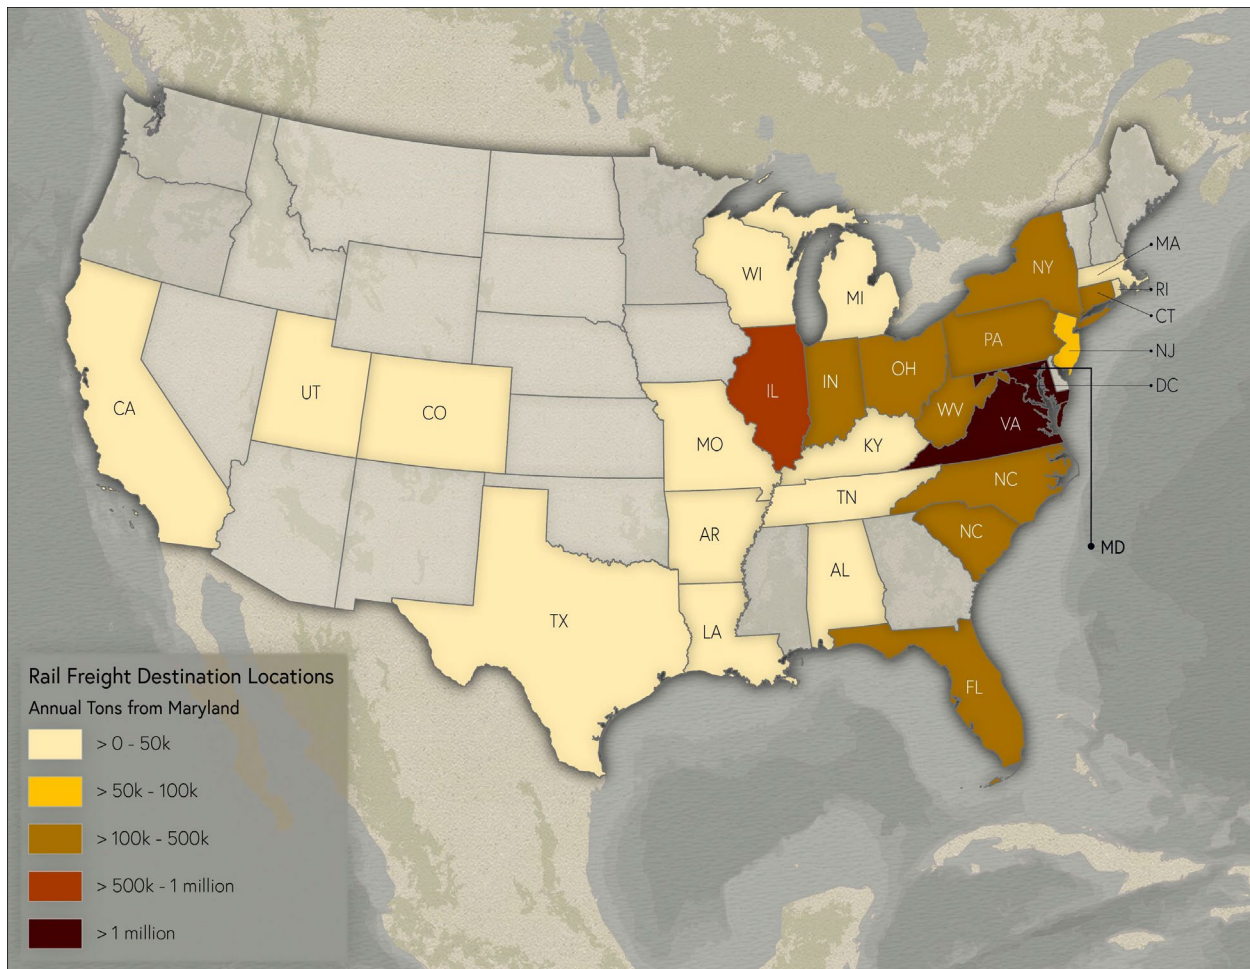 MA
NY
WI
RI
MI
CT
PA
NJ
OH
IN
DC
UT
IL
CA
WV
CO
VA
MO
KY
NC
TN
NC
AR
MD
AL
TX
LA
FL
Rail Freight Destination Locations
Annual Tons from Maryland
> 0 - 50k
> 50k - 100k
> 100k - 500k
> 500k - 1 million
> 1 million